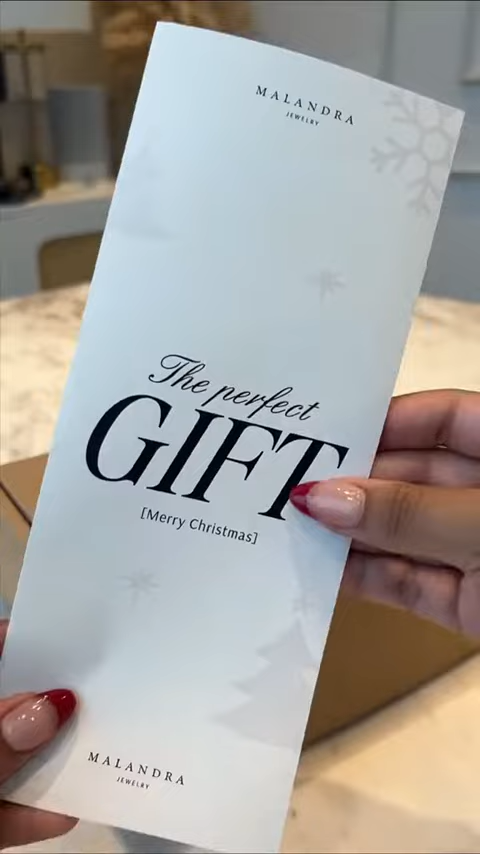 MALANDRA
JEWELRY
The perfect
GIFT
[Merry Christmas]
MALANDRA
JEWELRY